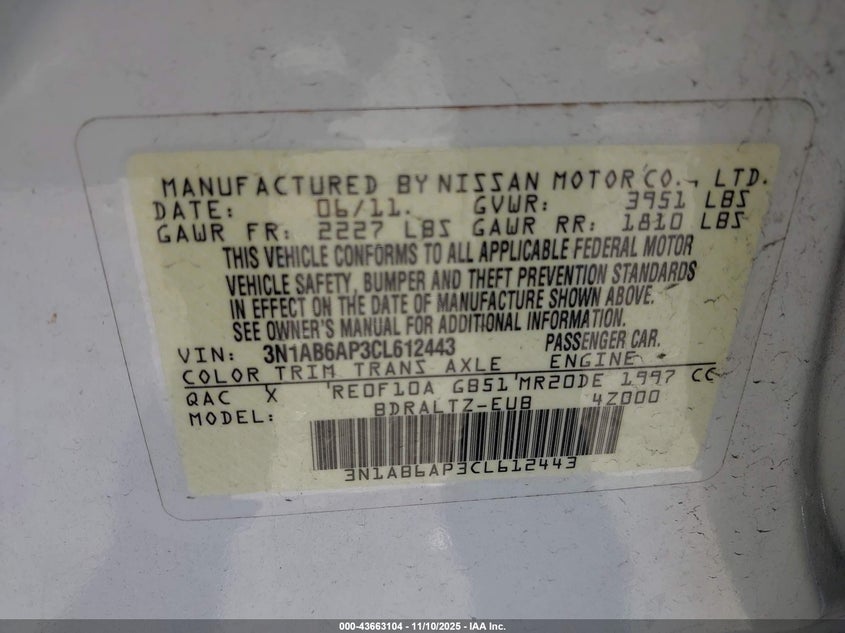 MANUFACTURED BY NISSAN MOTOR CO., LTD.
DATE: 06/11. GVWR: 3951 LBS
GAWR FR: 2227 LBS GAWR RR: 1810 LBS
THIS VEHICLE CONFORMS TO ALL APPLICABLE FEDERAL MOTOR
VEHICLE SAFETY, BUMPER AND THEFT PREVENTION STANDARDS
IN EFFECT ON THE DATE OF MANUFACTURE SHOWN ABOVE.
SEE OWNER'S MANUAL FOR ADDITIONAL INFORMATION.
VIN: 3N1AB6AP3CL612443 PASSENGER CAR.
COLOR TRIM TRANS AXLE ENGINE
QAC X RE0F10A GB51 MR20DE 1997 CC
MODEL: BDRALTZ-EUB 4Z000
3N1AB6AP3CL612443
000-43663104 - 11/10/2025 - IAA Inc.